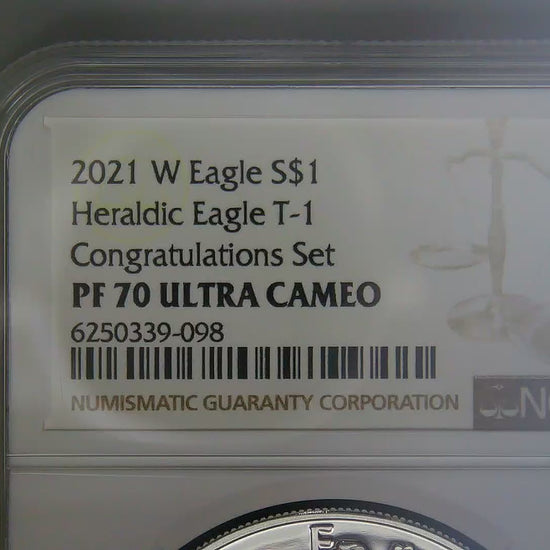 2021 W Eagle S$1
Heraldic Eagle T-1
Congratulations Set
PF 70 ULTRA CAMEO
6250339-098
NUMISMATIC GUARANTY CORPORATION
N
E